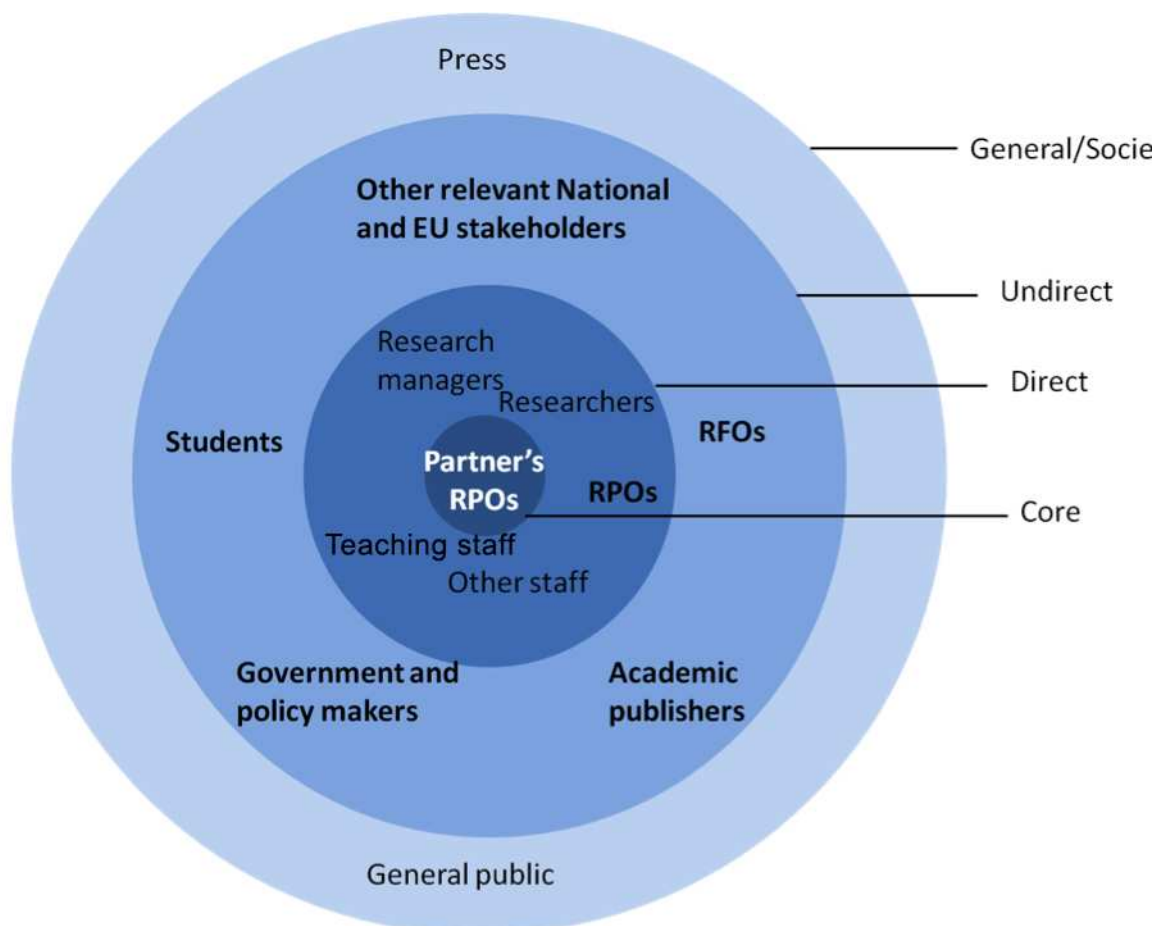 Press
General/Socie
Other relevant National
and EU stakeholders
Undirect
Research
managers
Direct
Researchers
Students
RFOs
Partner's
RPOs
RPOs
Core
Teaching staff
Other staff
Government and
policy makers
Academic
publishers
General public